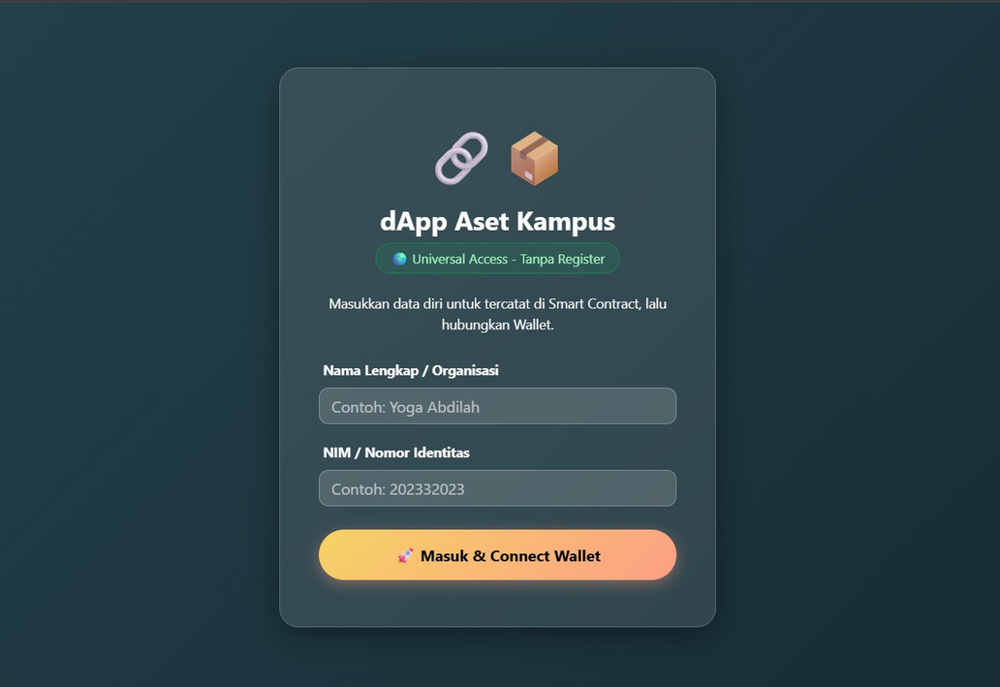 dApp Aset Kampus
Universal Access - Tanpa Register
Masukkan data diri untuk tercatat di Smart Contract, lalu
hubungkan Wallet.
Nama Lengkap / Organisasi
Contoh: Yoga Abdilah
NIM / Nomor Identitas
Contoh: 202332023
Masuk & Connect Wallet